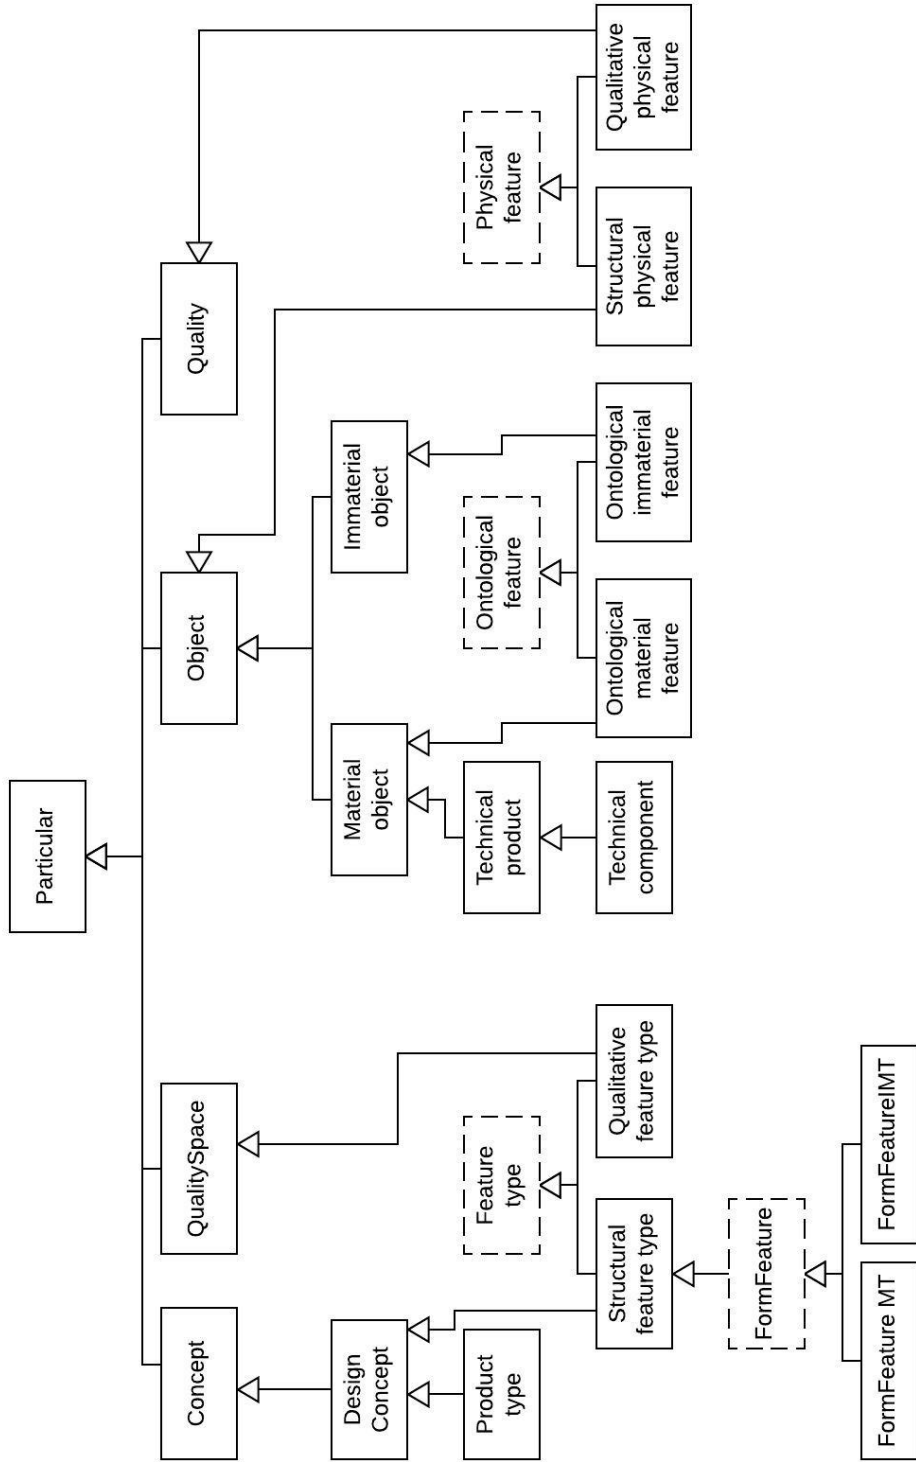 Particular
Concept
QualitySpace
Object
Quality
Design
Concept
Material
object
Immaterial
object
Product
type
Feature
type
Technical
product
Ontological
feature
Physical
feature
Structural
feature type
Qualitative
feature type
Technical
component
Ontological
material
feature
Ontological
immaterial
feature
Structural
physical
feature
Qualitative
physical
feature
FormFeature
FormFeature MT
FormFeatureIMT